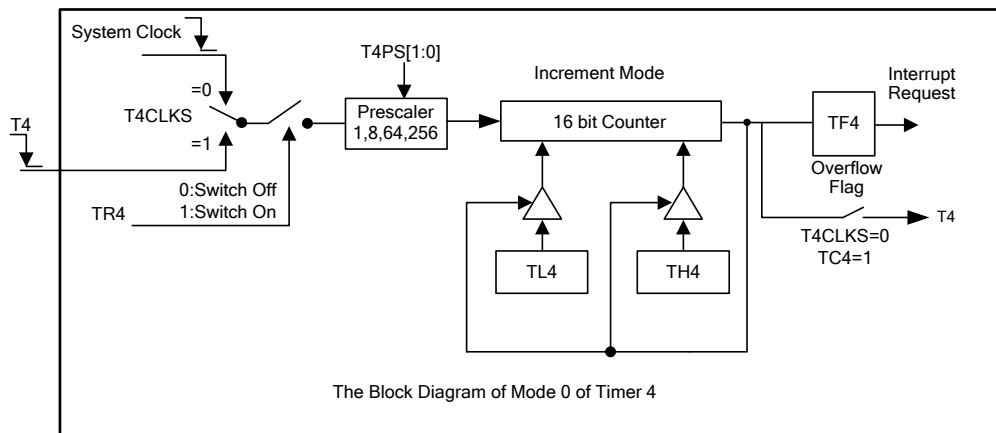 System Clock
T4PS[1:0]
Increment Mode
Interrupt
Request
=0
T4CLKS
Prescaler
1,8,64,256
16 bit Counter
TF4
T4
=1
Overflow
Flag
0:Switch Off
1:Switch On
TR4
T4
T4CLKS=0
TC4=1
TL4
TH4
The Block Diagram of Mode 0 of Timer 4